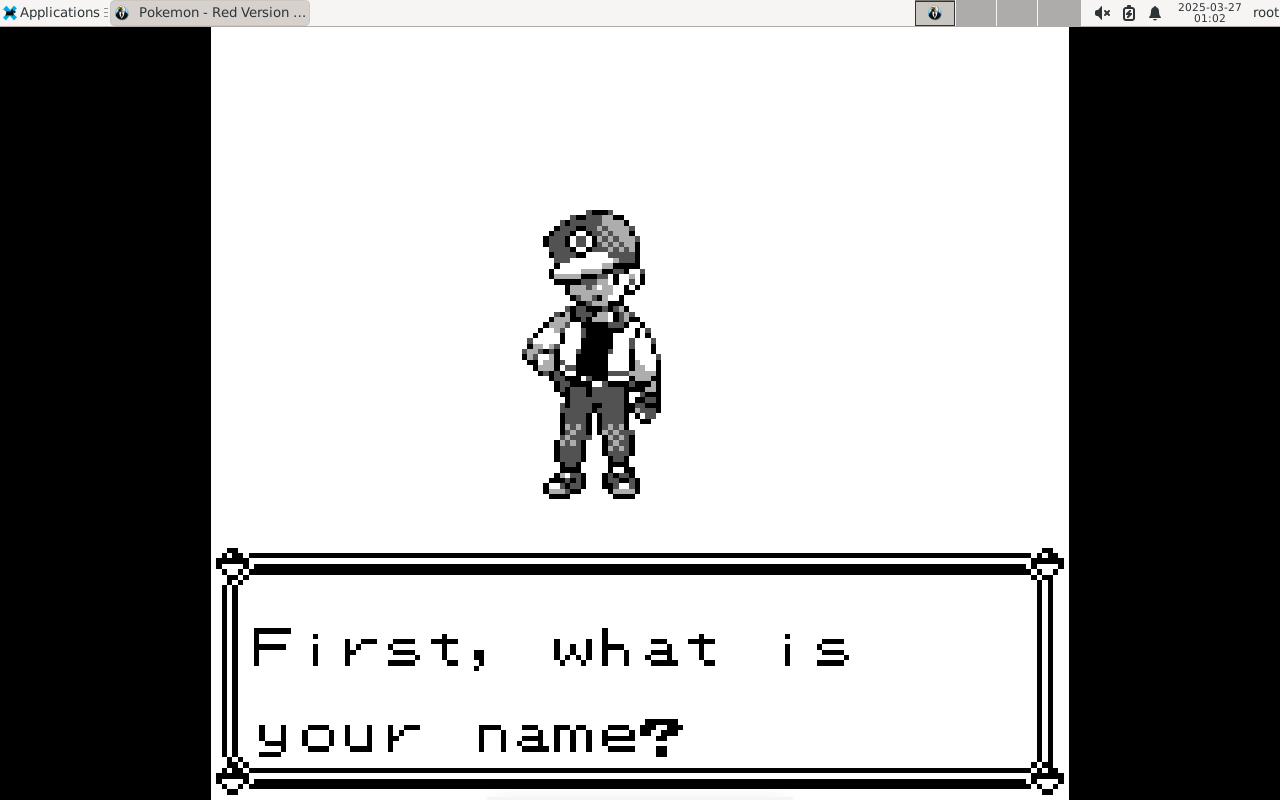 Applications
Pokemon - Red Version ...
2025-03-27
01:02
root
First, what is
your name?